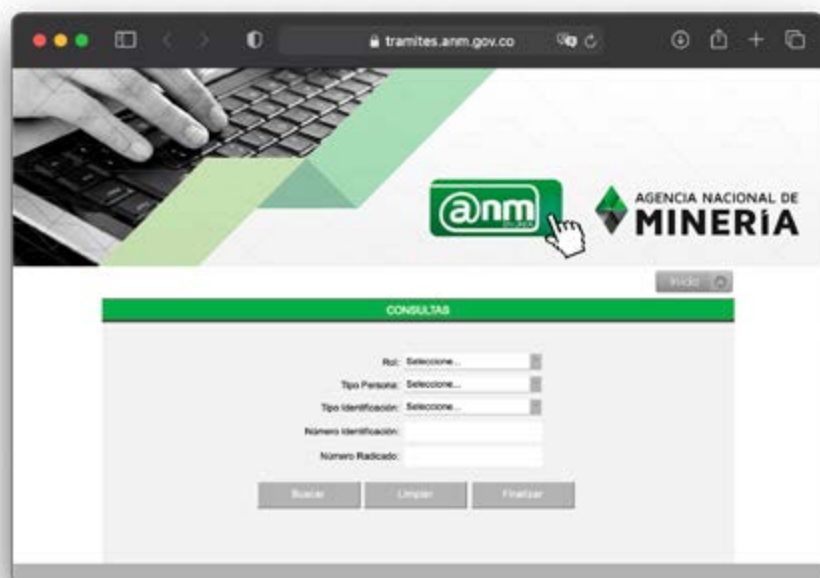 tramites.anm.gov.co
anm
AGENCIA NACIONAL DE
MINERÍA
Inicio
CONSULTAS
Rol: Seleccione...
Tipo Persona: Seleccione...
Tipo Identificación: Seleccione...
Número Identificación:
Número Radicado:
Buscar Limpiar Finalizar